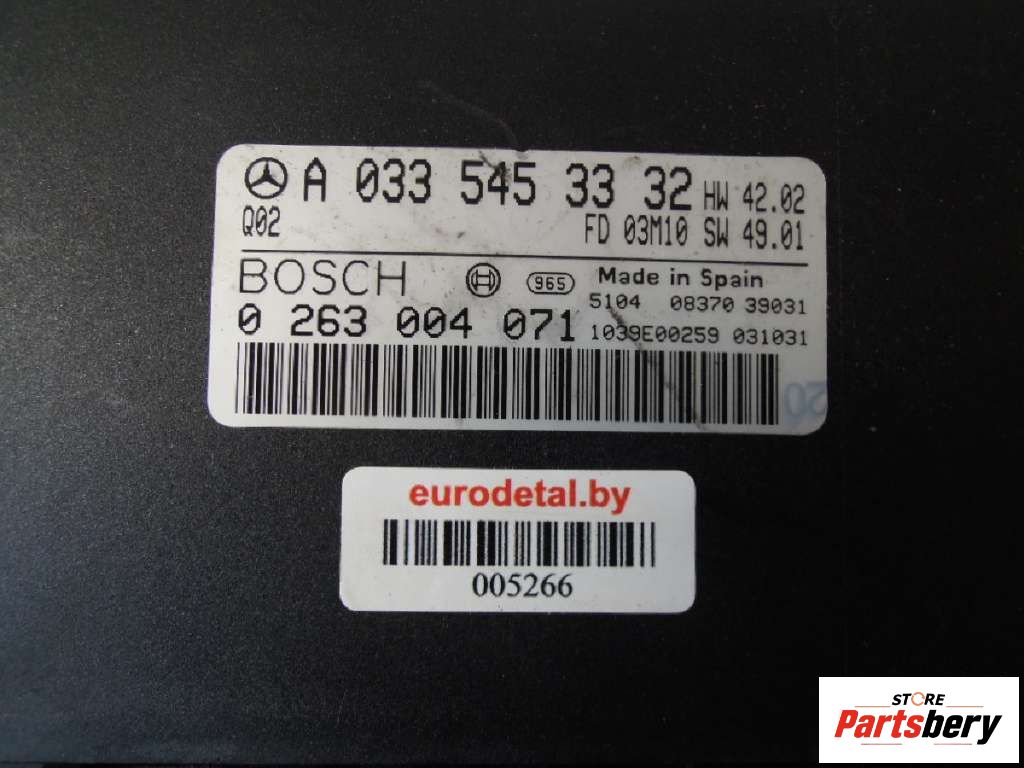 A 033 545 33 32 HW 42.02
Q02 FD 03M10 SW 49.01
BOSCH 965 Made in Spain
5104 08370 39031
0 263 004 071 1039E00259 031031
20
eurodetal.by
005266
STORE
Partsbery